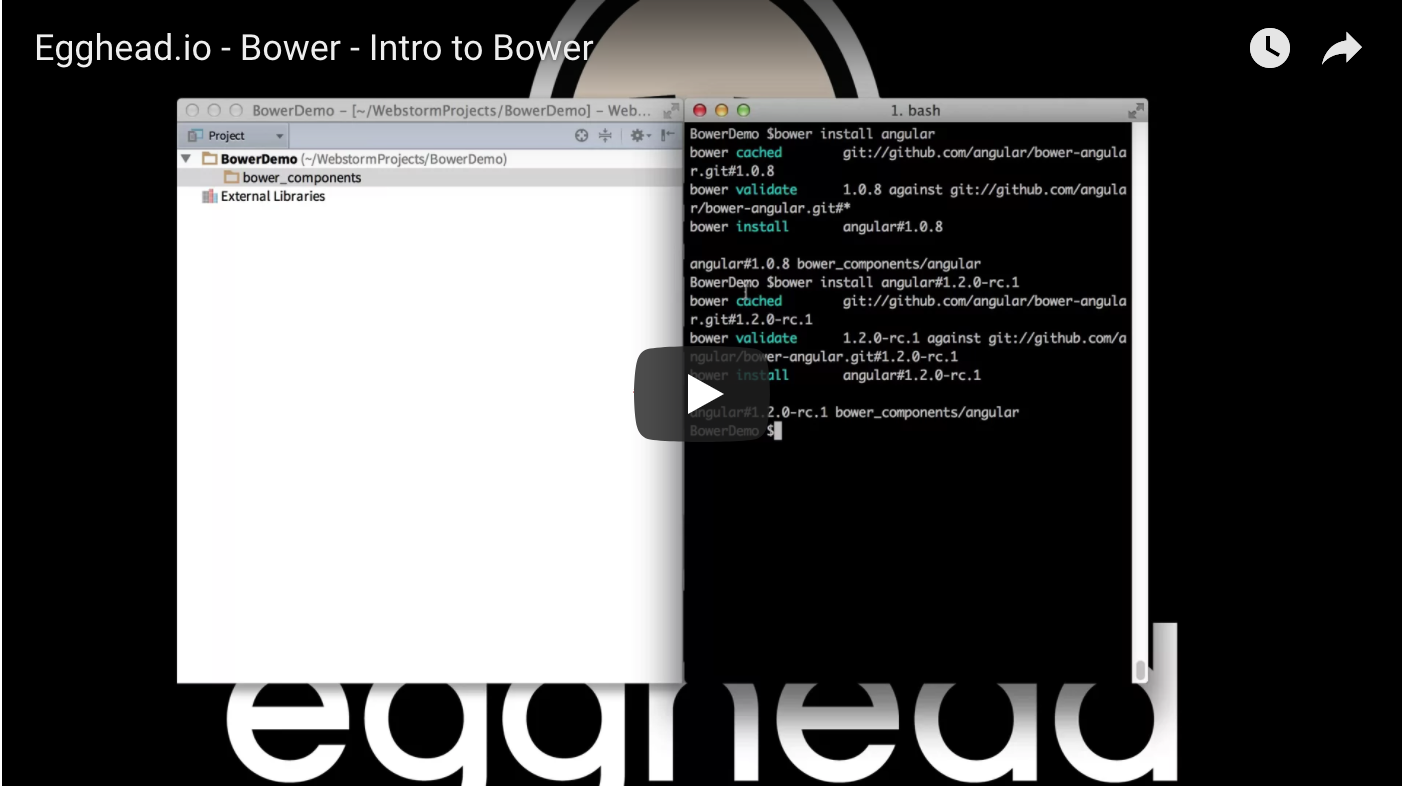 Egghead.io - Bower - Intro to Bower
BowerDemo – [~/WebstormProjects/BowerDemo] – Web...
Project
BowerDemo (~/WebstormProjects/BowerDemo)
bower_components
External Libraries
1. bash
BowerDemo $bower install angular
bower cached git://github.com/angular/bower-angula
r.git#1.0.8
bower validate 1.0.8 against git://github.com/angula
r/bower-angular.git#*
bower install angular#1.0.8
angular#1.0.8 bower_components/angular
BowerDemo $bower install angular#1.2.0-rc.1
bower cached git://github.com/angular/bower-angula
r.git#1.2.0-rc.1
bower validate 1.2.0-rc.1 against git://github.com/a
ngular/bower-angular.git#1.2.0-rc.1
bower install angular#1.2.0-rc.1
angular#1.2.0-rc.1 bower_components/angular
BowerDemo $
egghead